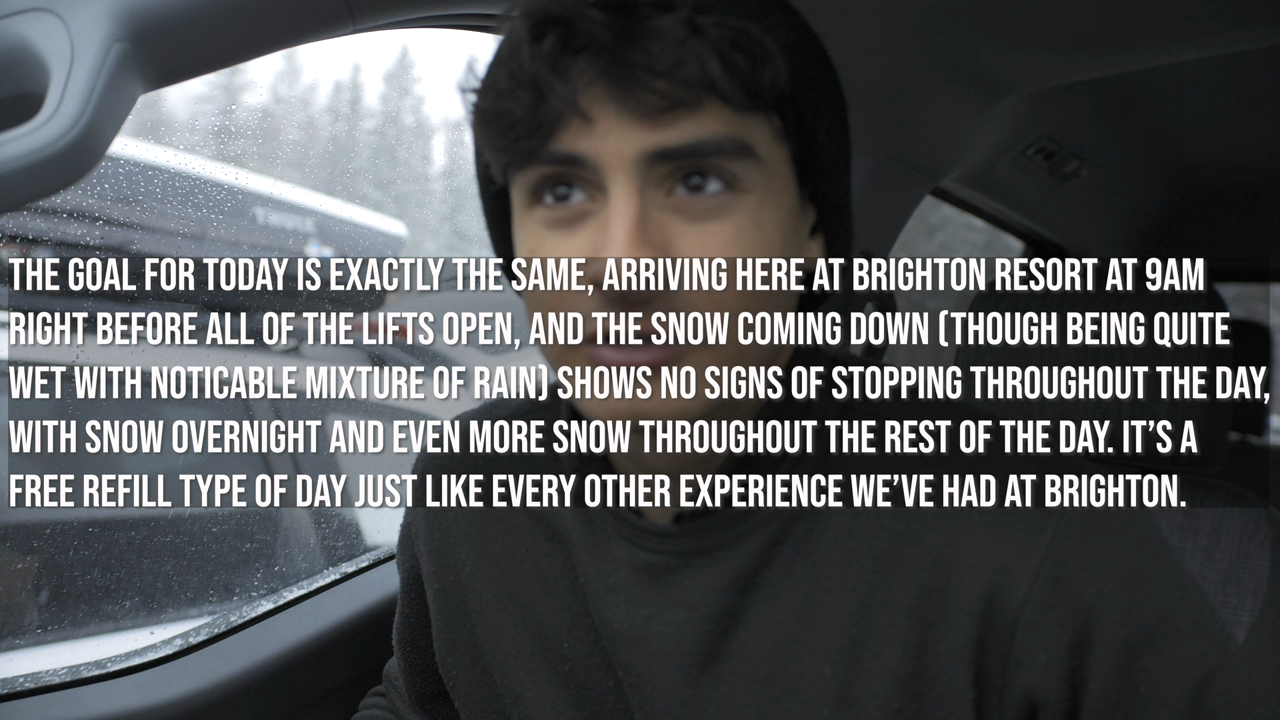 THE GOAL FOR TODAY IS EXACTLY THE SAME, ARRIVING HERE AT BRIGHTON RESORT AT 9AM
RIGHT BEFORE ALL OF THE LIFTS OPEN, AND THE SNOW COMING DOWN (THOUGH BEING QUITE
WET WITH NOTICABLE MIXTURE OF RAIN) SHOWS NO SIGNS OF STOPPING THROUGHOUT THE DAY,
WITH SNOW OVERNIGHT AND EVEN MORE SNOW THROUGHOUT THE REST OF THE DAY. IT'S A
FREE REFILL TYPE OF DAY JUST LIKE EVERY OTHER EXPERIENCE WE'VE HAD AT BRIGHTON.